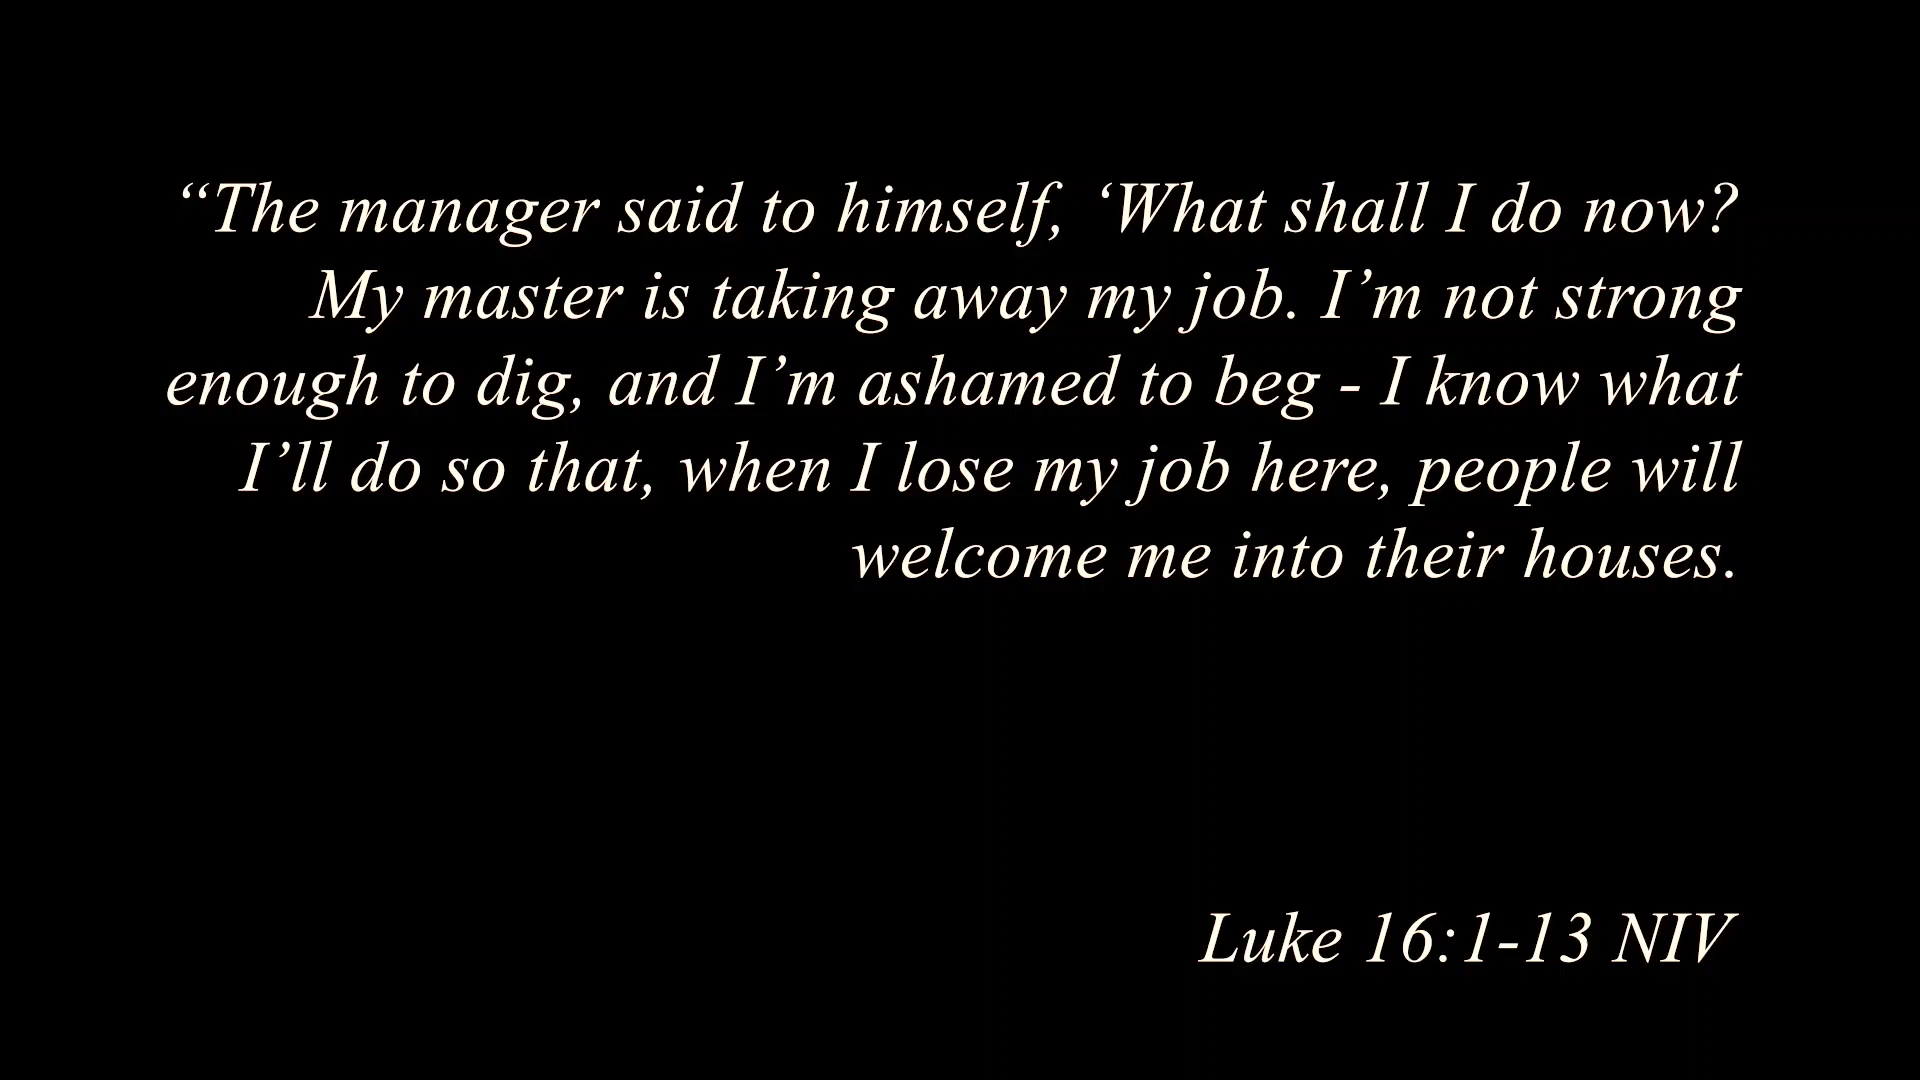 “The manager said to himself, ‘What shall I do now?
My master is taking away my job. I’m not strong
enough to dig, and I’m ashamed to beg - I know what
I’ll do so that, when I lose my job here, people will
welcome me into their houses.
Luke 16:1-13 NIV